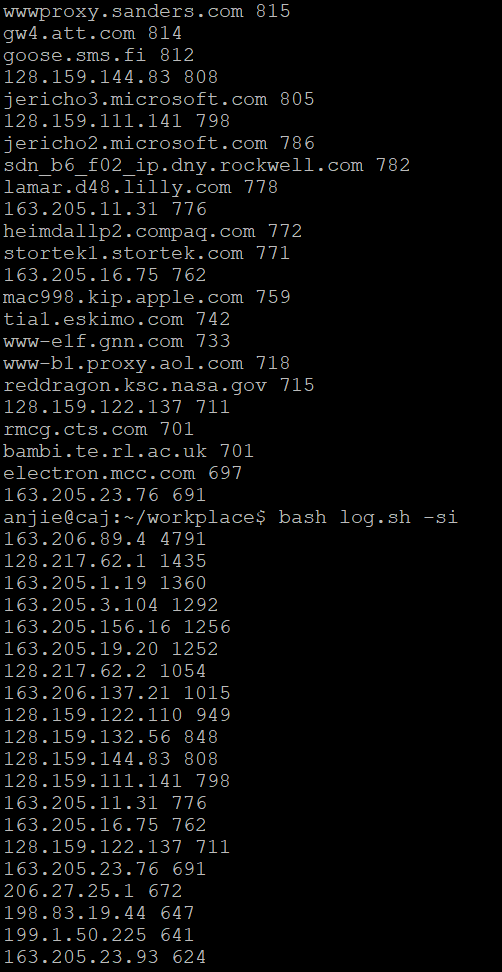 wwwproxy.sanders.com 815
gw4.att.com 814
goose.sms.fi 812
128.159.144.83 808
jericho3.microsoft.com 805
128.159.111.141 798
jericho2.microsoft.com 786
sdn_b6_f02_ip.dny.rockwell.com 782
lamar.d48.lilly.com 778
163.205.11.31 776
heimdallp2.compaq.com 772
stortek1.stortek.com 771
163.205.16.75 762
mac998.kip.apple.com 759
tia1.eskimo.com 742
www-e1f.gnn.com 733
www-b1.proxy.aol.com 718
reddragon.ksc.nasa.gov 715
128.159.122.137 711
rmcg.cts.com 701
bambi.te.rl.ac.uk 701
electron.mcc.com 697
163.205.23.76 691
anjie@caj:~/workplace$ bash log.sh -si
163.206.89.4 4791
128.217.62.1 1435
163.205.1.19 1360
163.205.3.104 1292
163.205.156.16 1256
163.205.19.20 1252
128.217.62.2 1054
163.206.137.21 1015
128.159.122.110 949
128.159.132.56 848
128.159.144.83 808
128.159.111.141 798
163.205.11.31 776
163.205.16.75 762
128.159.122.137 711
163.205.23.76 691
206.27.25.1 672
198.83.19.44 647
199.1.50.225 641
163.205.23.93 624